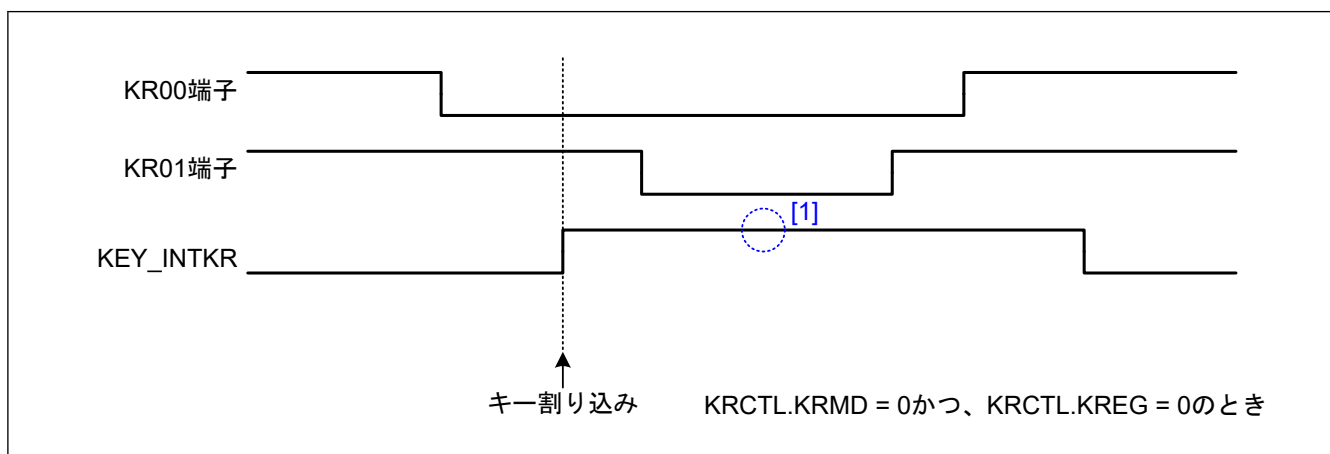 KR00端子
KR01端子
[1]
KEY_INTKR
キー割り込み
KRCTL.KRMD = 0かつ、KRCTL.KREG = 0のとき